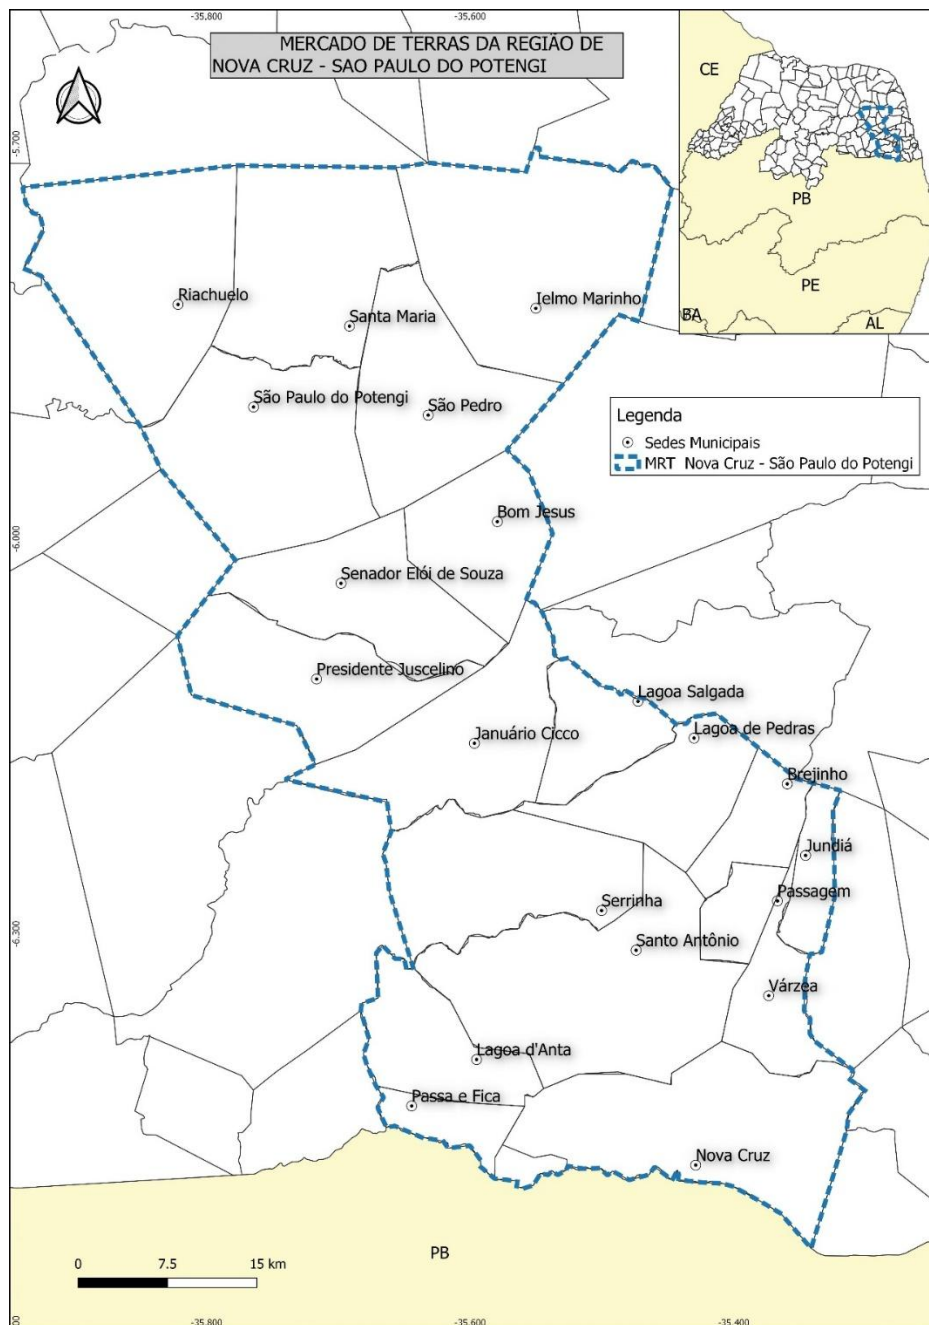 -35.800
-35.600
MERCADO DE TERRAS DA REGIÃO DE
NOVA CRUZ - SAO PAULO DO POTENGI
CE
PB
PE
BA
AL
-5.700
Riachuelo
Ielmo Marinho
Santa Maria
São Paulo do Potengi
São Pedro
Legenda
Sedes Municipais
MRT Nova Cruz - São Paulo do Potengi
-6.000
Bom Jesus
Senador Elói de Souza
Presidente Juscelino
Lagoa Salgada
Januário Cicco
Lagoa de Pedras
Brejinho
Jundiá
Passagem
Serrinha
-6.300
Santo Antônio
Várzea
Lagoa d'Anta
Passa e Fica
Nova Cruz
PB
0 7.5 15 km
-35.800
-35.600
-35.400